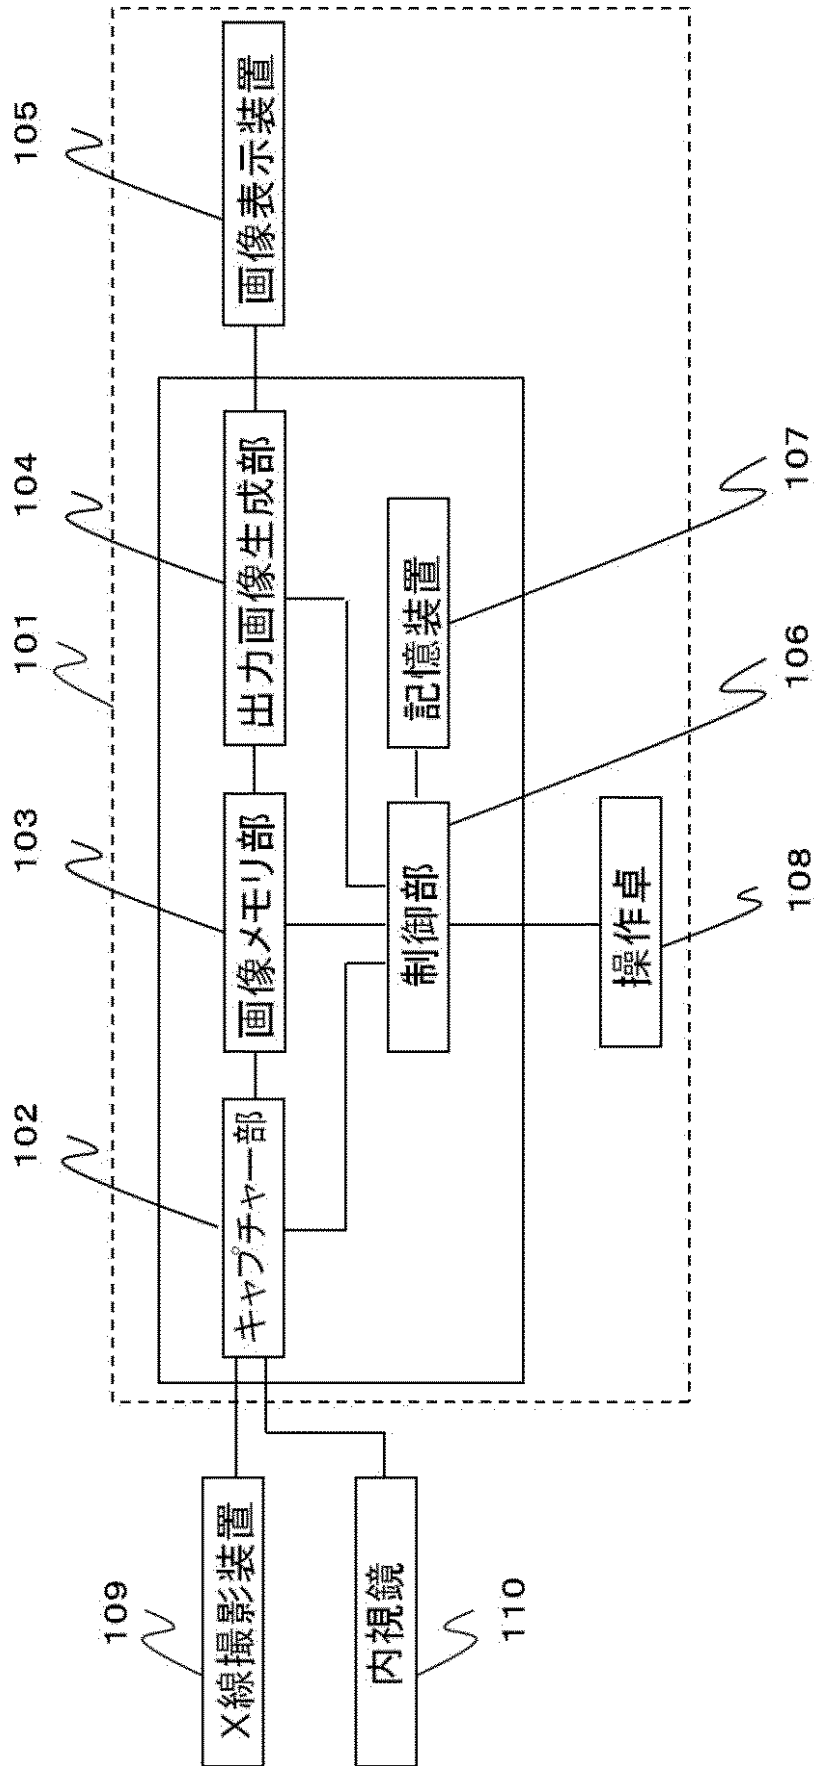 101
102
103
104
105
キャプチャー部
画像メモリ部
出力画像生成部
画像表示装置
109
X線撮影装置
内視鏡
110
制御部
記憶装置
操作卓
108
106
107